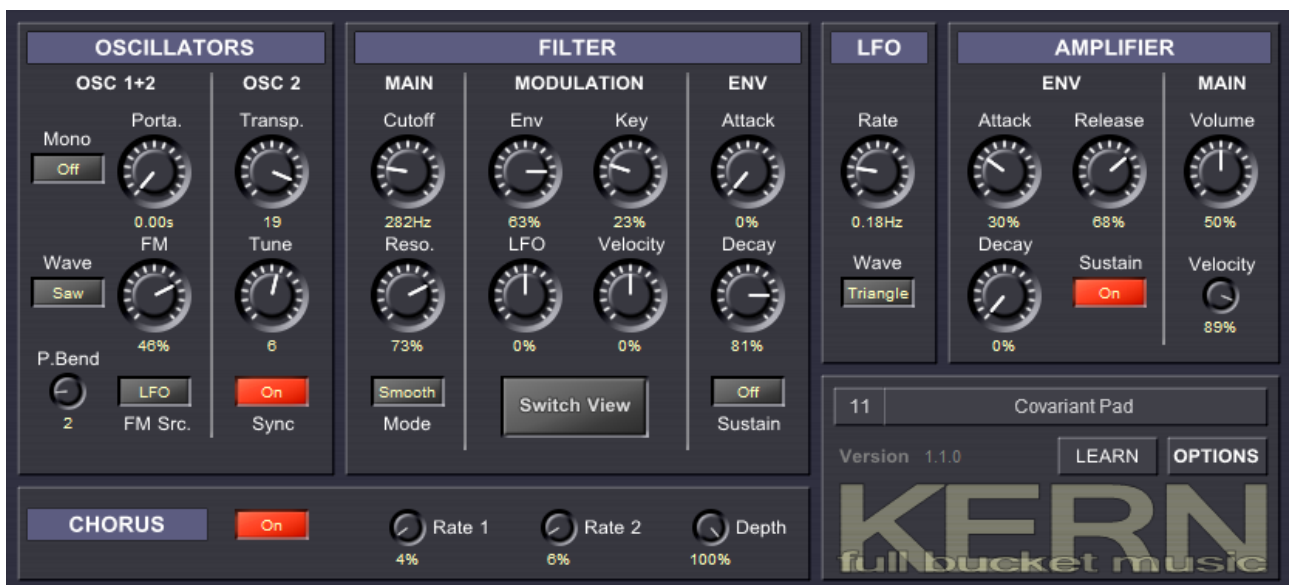 OSCILLATORS
OSC 1+2
OSC 2
Mono
Off
Porta.
0.00s
Transp.
19
Wave
Saw
FM
46%
Tune
6
P.Bend
2
LFO
FM Src.
On
Sync
FILTER
MAIN
MODULATION
ENV
Cutoff
282Hz
Env
63%
Key
23%
Attack
0%
Reso.
73%
LFO
0%
Velocity
0%
Decay
81%
Smooth
Mode
Switch View
Off
Sustain
LFO
Rate
0.18Hz
Wave
Triangle
AMPLIFIER
ENV
MAIN
Attack
30%
Release
68%
Volume
50%
Decay
0%
Sustain
On
Velocity
89%
CHORUS
On
Rate 1
4%
Rate 2
6%
Depth
100%
11 Covariant Pad
Version 1.1.0
LEARN
OPTIONS
KERN
full bucket music